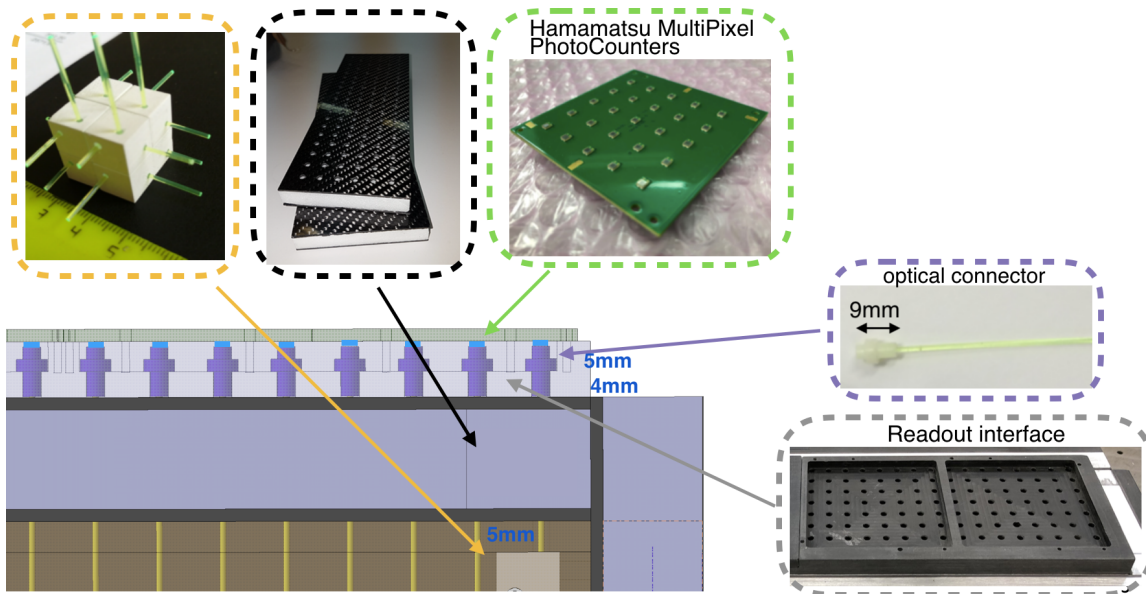 Hamamatsu MultiPixel
PhotoCounters
optical connector
9mm
5mm
4mm
Readout interface
5mm